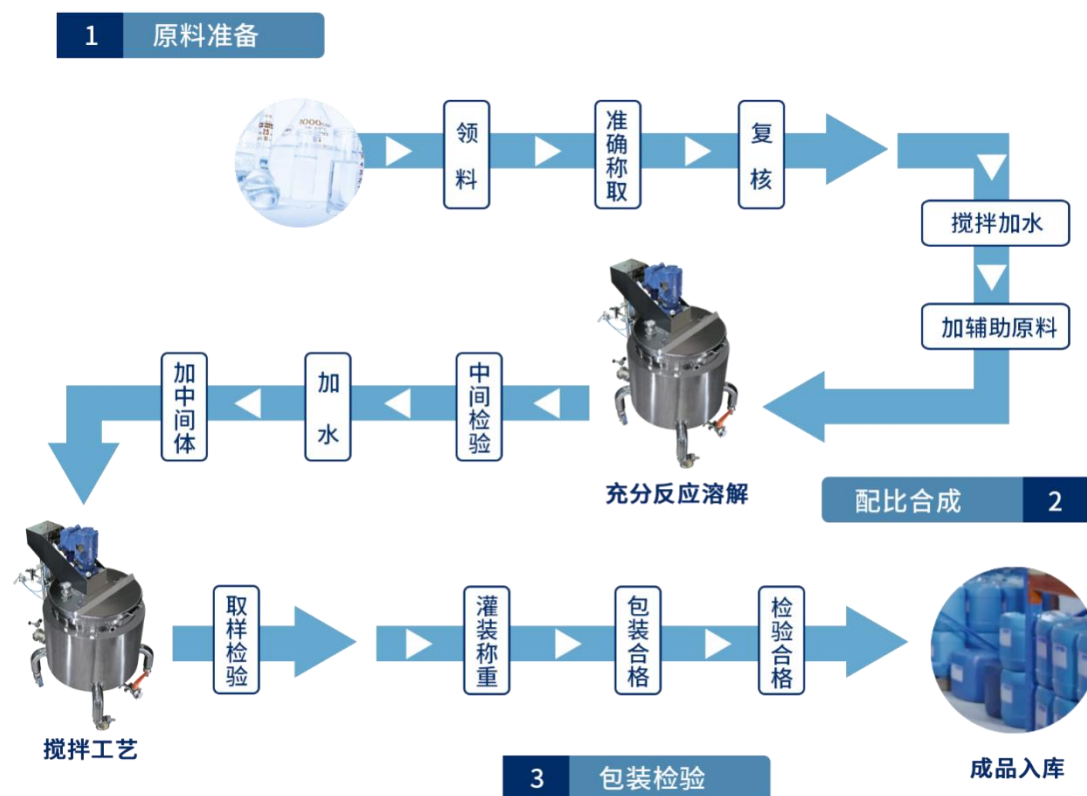 1 原料准备
领料
准确称取
复核
搅拌加水
加辅助原料
充分反应溶解
配比合成 2
中间检验
加水
加中间体
搅拌工艺
取样检验
灌装称重
包装合格
检验合格
成品入库
3 包装检验
1000